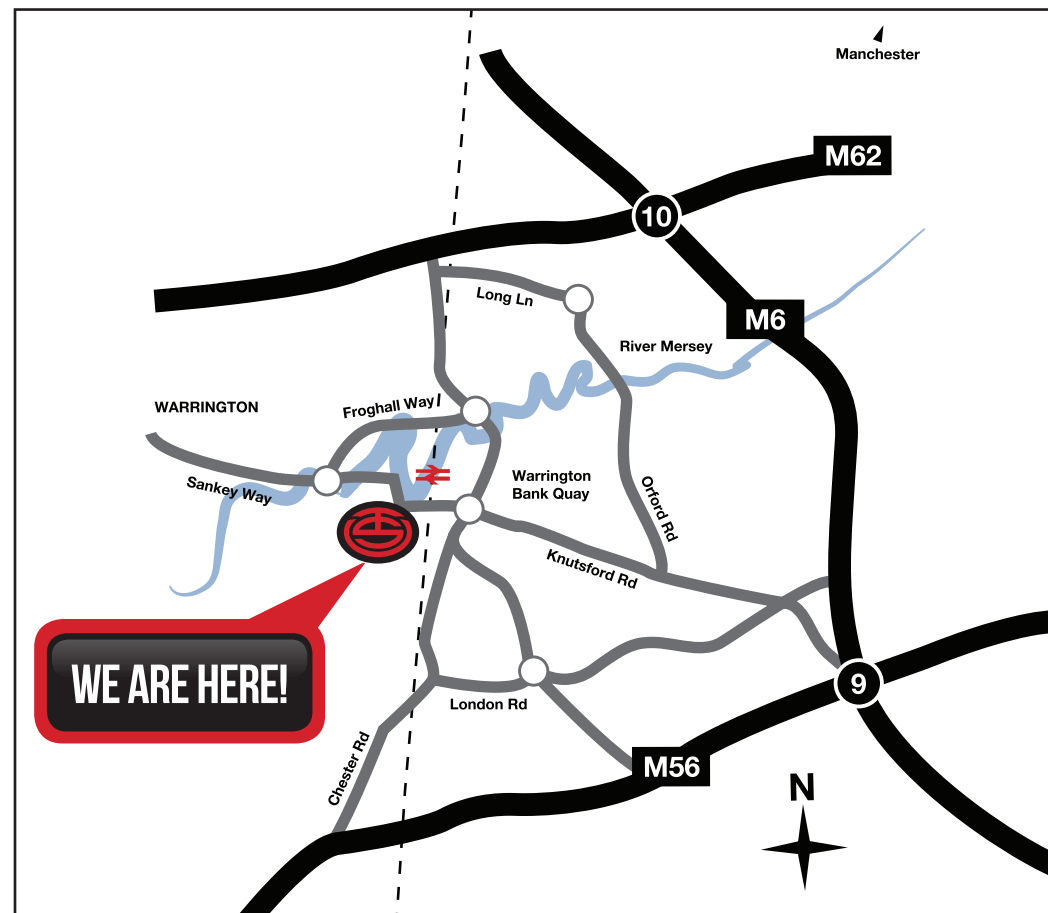 Manchester
M62
10
Long Ln
M6
River Mersey
WARRINGTON
Froghall Way
Warrington
Bank Quay
Sankey Way
Orford Rd
Knutsford Rd
WE ARE HERE!
9
London Rd
Chester Rd
M56
N